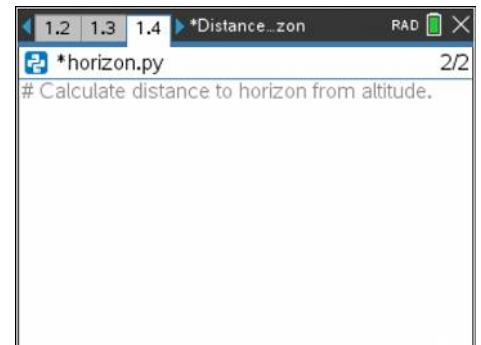 1.2 1.3 1.4 *Distance...zon RAD
*horizon.py 2/2
# Calculate distance to horizon from altitude.